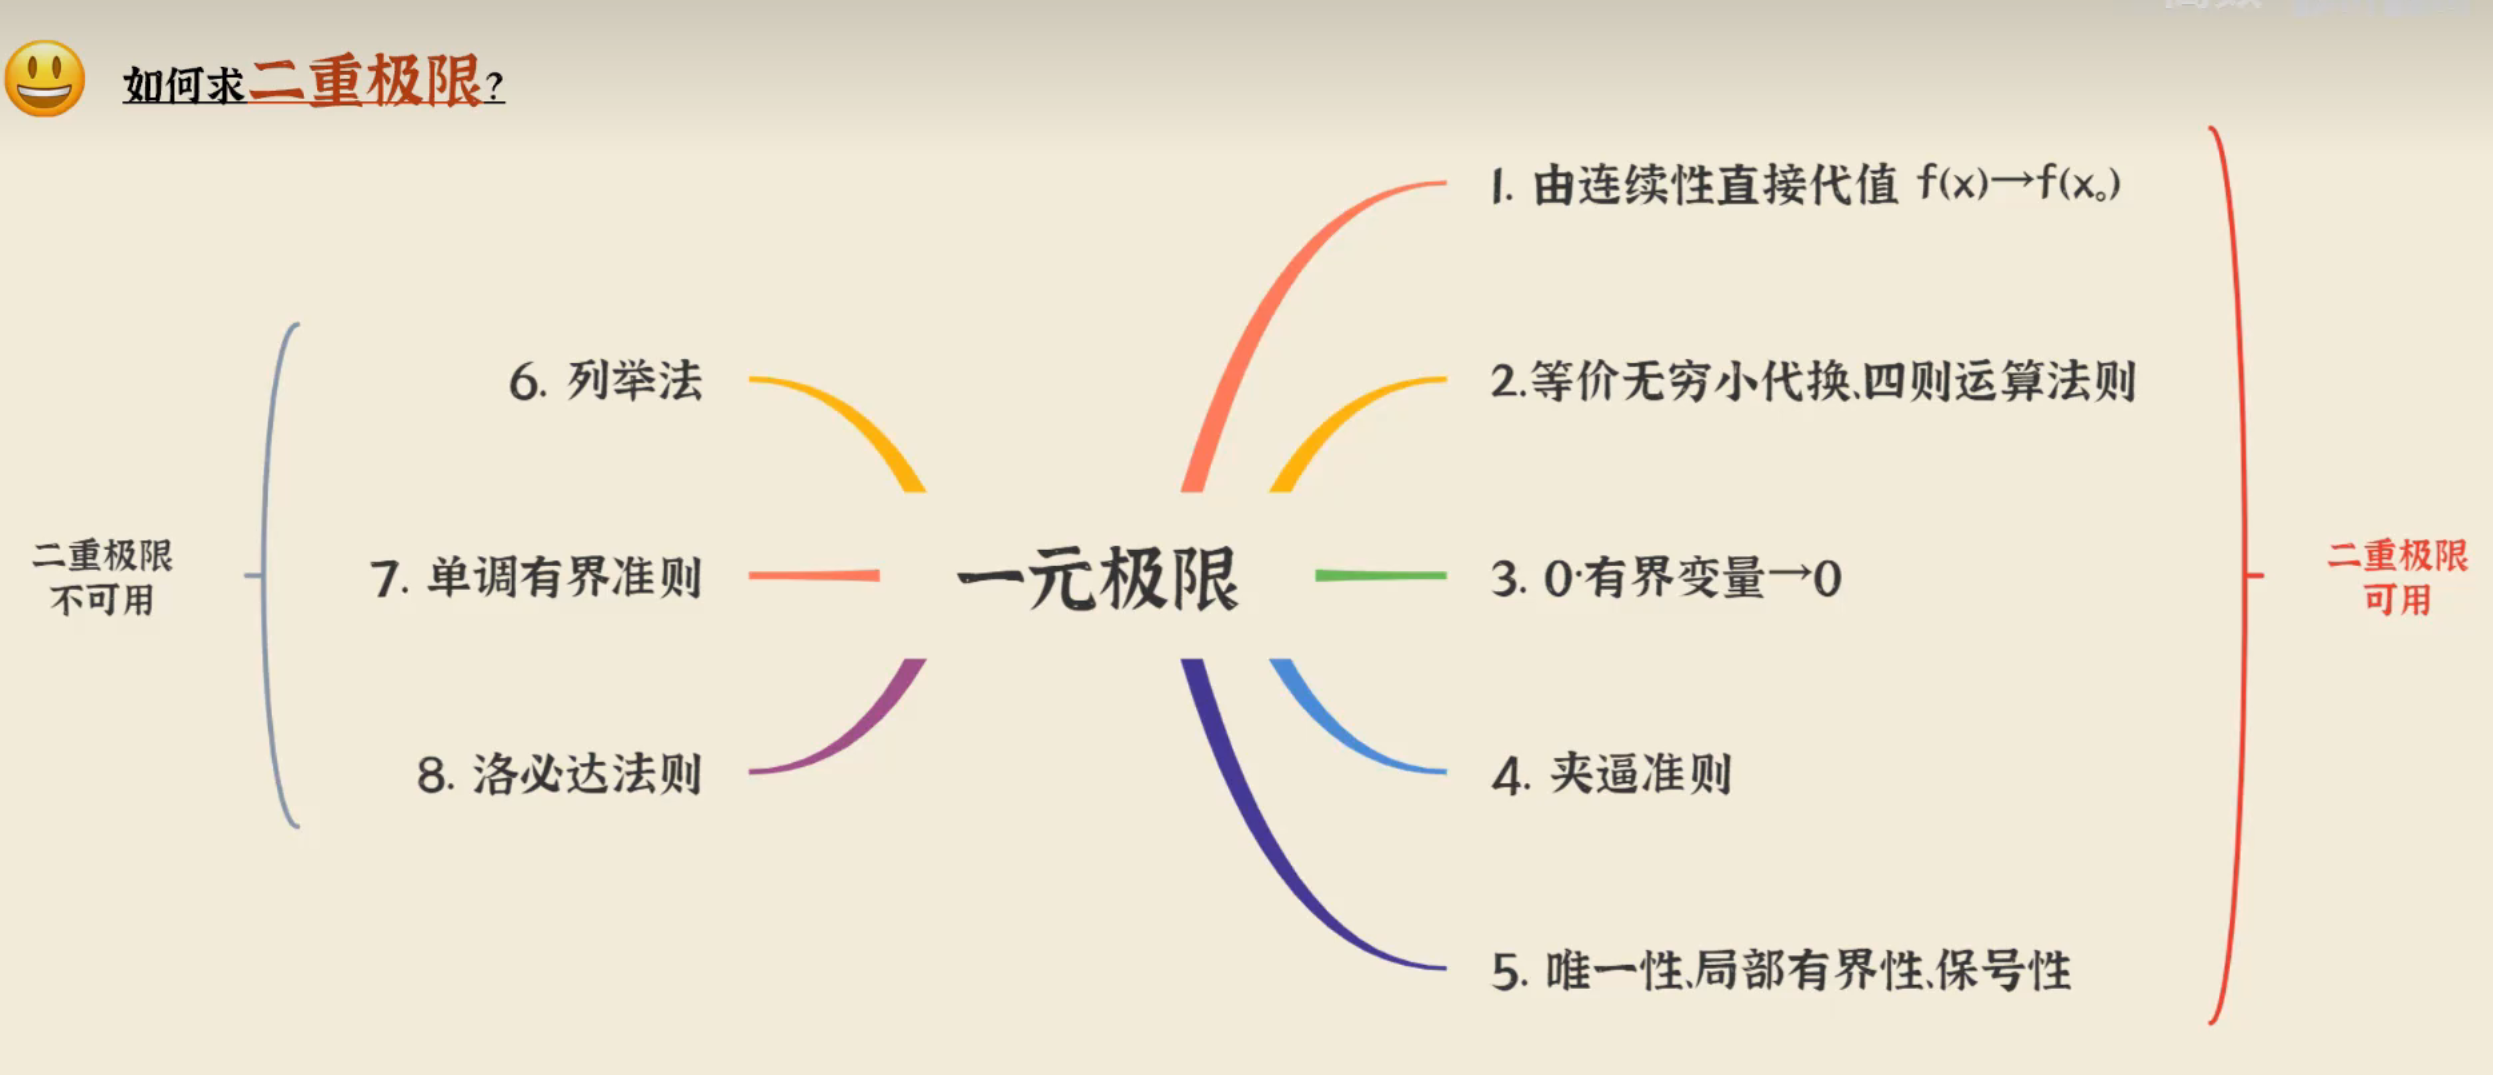 如何求二重极限?
1. 由连续性直接代值 f(x)→f(x₀)
2.等价无穷小代换、四则运算法则
3. 0·有界变量→0
4. 夹逼准则
5. 唯一性、局部有界性、保号性
一元极限
6. 列举法
7. 单调有界准则
8. 洛必达法则
二重极限
不可用
二重极限
可用